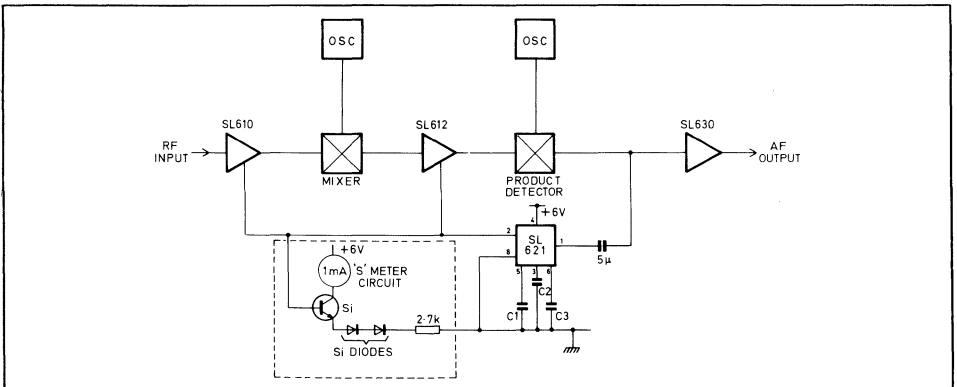 OSC
OSC
SL610
SL612
SL630
RF
INPUT
MIXER
PRODUCT
DETECTOR
AF
OUTPUT
+6V
4
2
SL
621
1
8
5μ
5
3
6
C2
C1
C3
+6V
1mA
'S' METER
CIRCUIT
Si
2·7k
Si DIODES